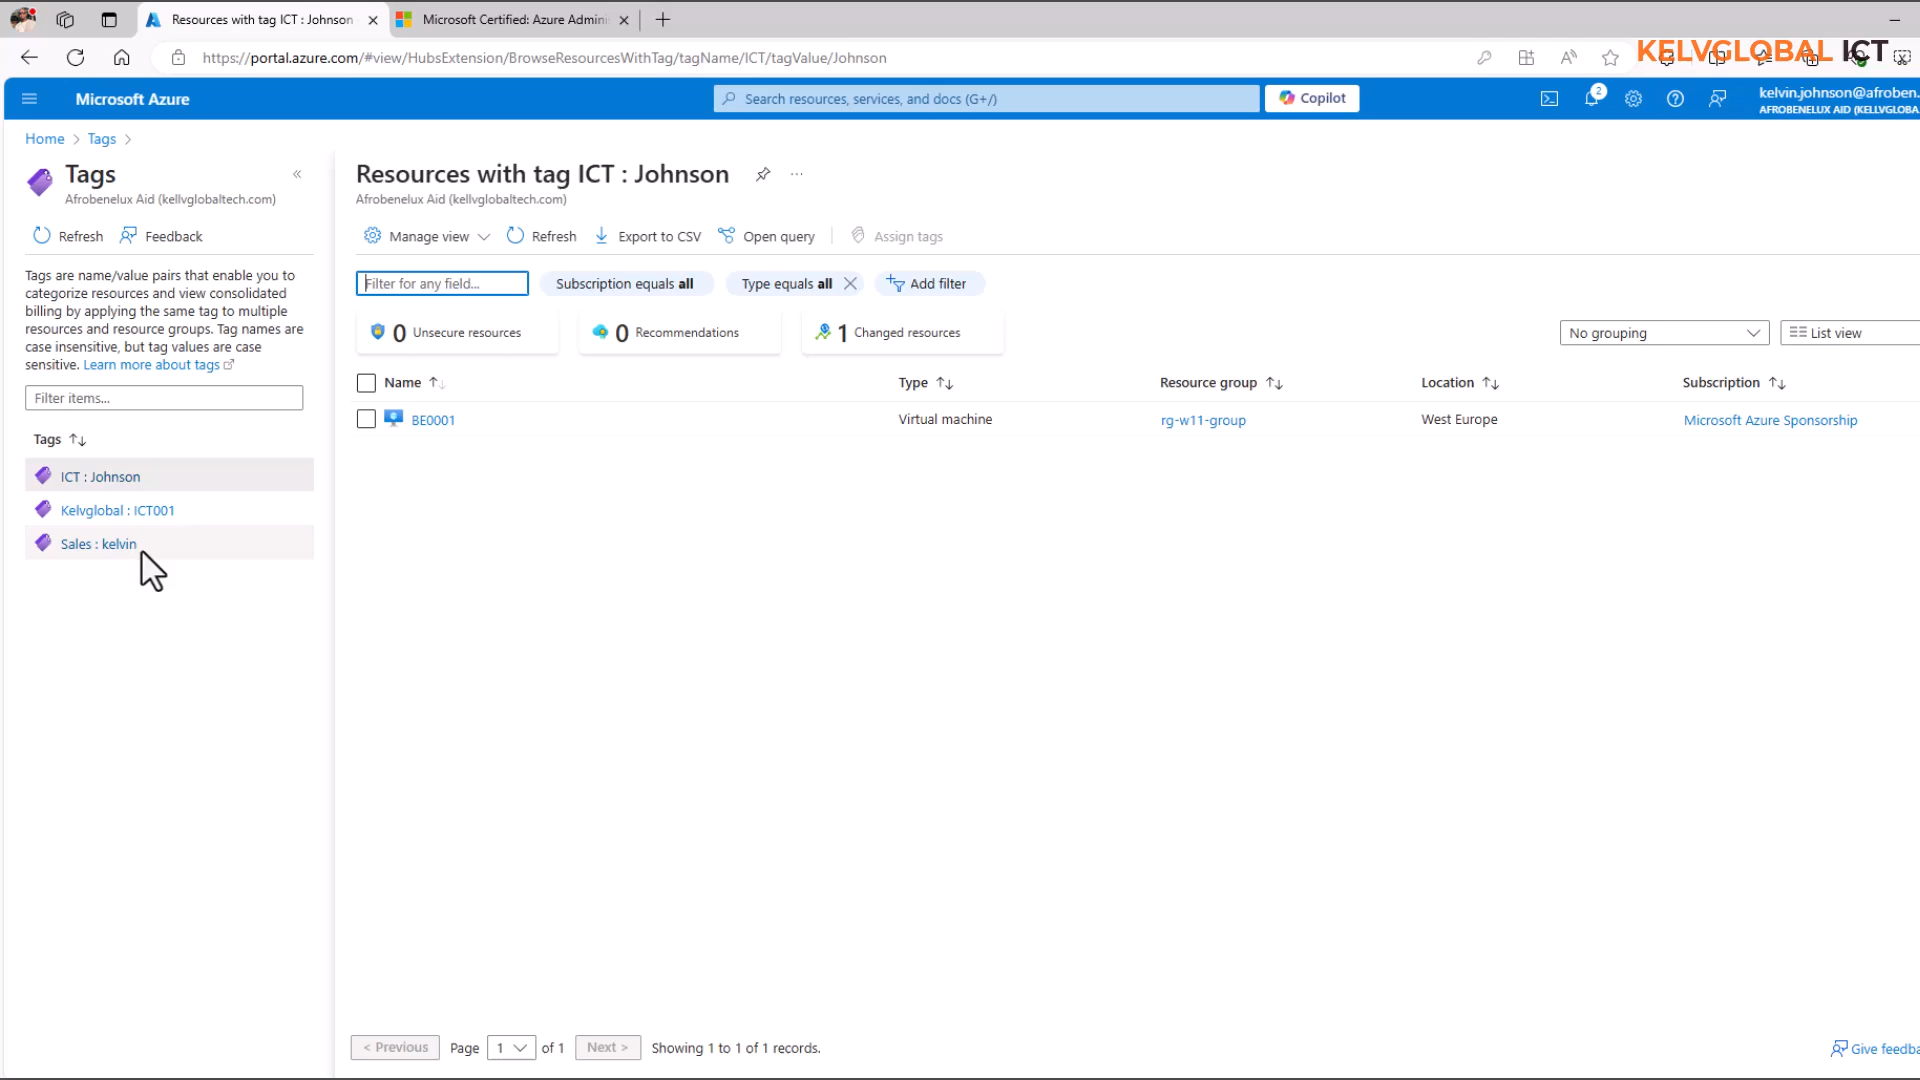 Resources with tag ICT : Johnson
Microsoft Certified: Azure Admini
https://portal.azure.com/#view/HubsExtension/BrowseResourcesWithTag/tagName/ICT/tagValue/Johnson
KELVGLOBAL ICT
Microsoft Azure
Search resources, services, and docs (G+/)
Copilot
2
kelvin.johnson@afroben.
AFROBENELUX AID (KELLVGLOBA
Home > Tags >
Tags
Afrobenelux Aid (kellvglobaltech.com)
Refresh
Feedback
Tags are name/value pairs that enable you to
categorize resources and view consolidated
billing by applying the same tag to multiple
resources and resource groups. Tag names are
case insensitive, but tag values are case
sensitive. Learn more about tags
Filter items...
Tags
ICT : Johnson
Kelvglobal : ICT001
Sales : kelvin
Resources with tag ICT : Johnson
Afrobenelux Aid (kellvglobaltech.com)
Manage view
Refresh
Export to CSV
Open query
Assign tags
Filter for any field...
Subscription equals all
Type equals all
Add filter
0 Unsecure resources
0 Recommendations
1 Changed resources
No grouping
List view
Name
Type
Resource group
Location
Subscription
BE0001
Virtual machine
rg-w11-group
West Europe
Microsoft Azure Sponsorship
< Previous
Page
1
of 1
Next >
Showing 1 to 1 of 1 records.
Give feedba